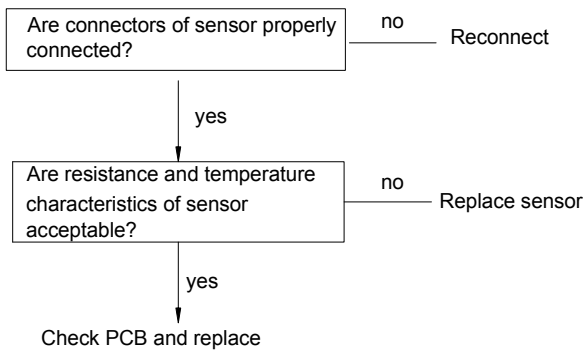 Are connectors of sensor properly
connected?
no
Reconnect
yes
Are resistance and temperature
characteristics of sensor
acceptable?
no
Replace sensor
yes
Check PCB and replace